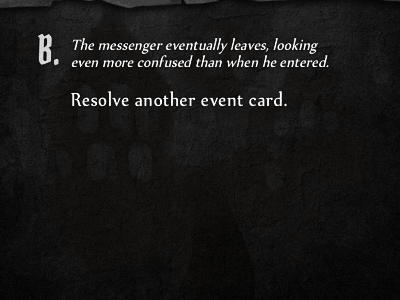 B. The messenger eventually leaves, looking
even more confused than when he entered.
Resolve another event card.